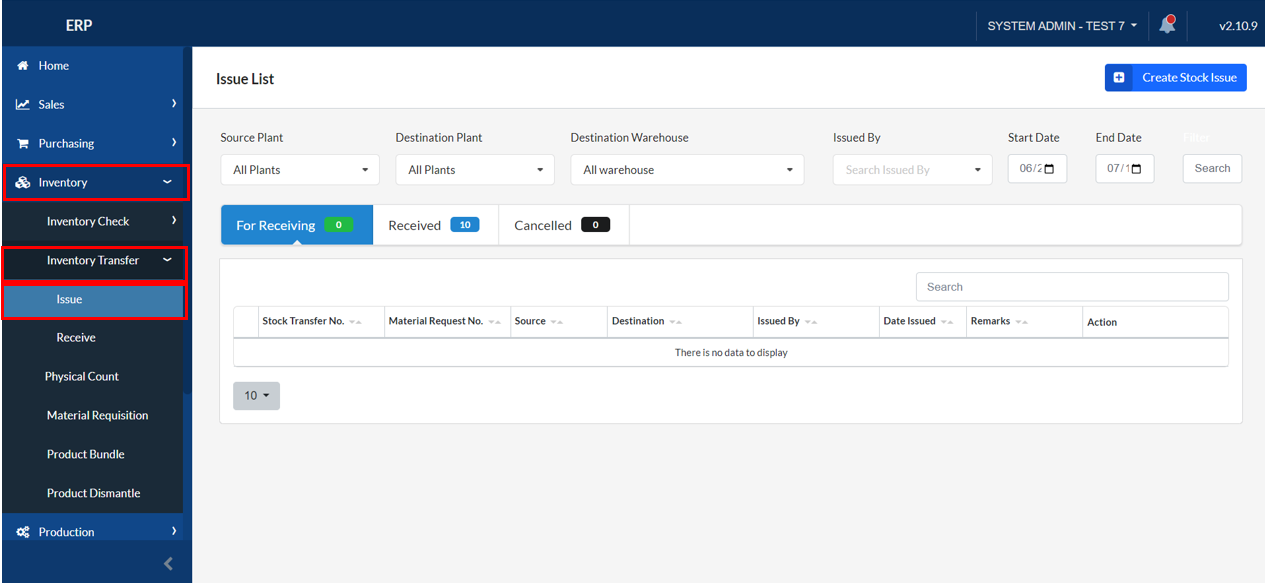 ERP
SYSTEM ADMIN - TEST 7
v2.10.9
Home
Sales
Purchasing
Inventory
Inventory Check
Inventory Transfer
Issue
Receive
Physical Count
Material Requisition
Product Bundle
Product Dismantle
Production
Issue List
Create Stock Issue
Source Plant Destination Plant Destination Warehouse Issued By Start Date End Date Filter
All Plants All Plants All warehouse Search Issued By 06/2 07/1 Search
For Receiving 0 Received 10 Cancelled 0
Search
Stock Transfer No. Material Request No. Source Destination Issued By Date Issued Remarks Action
There is no data to display
10